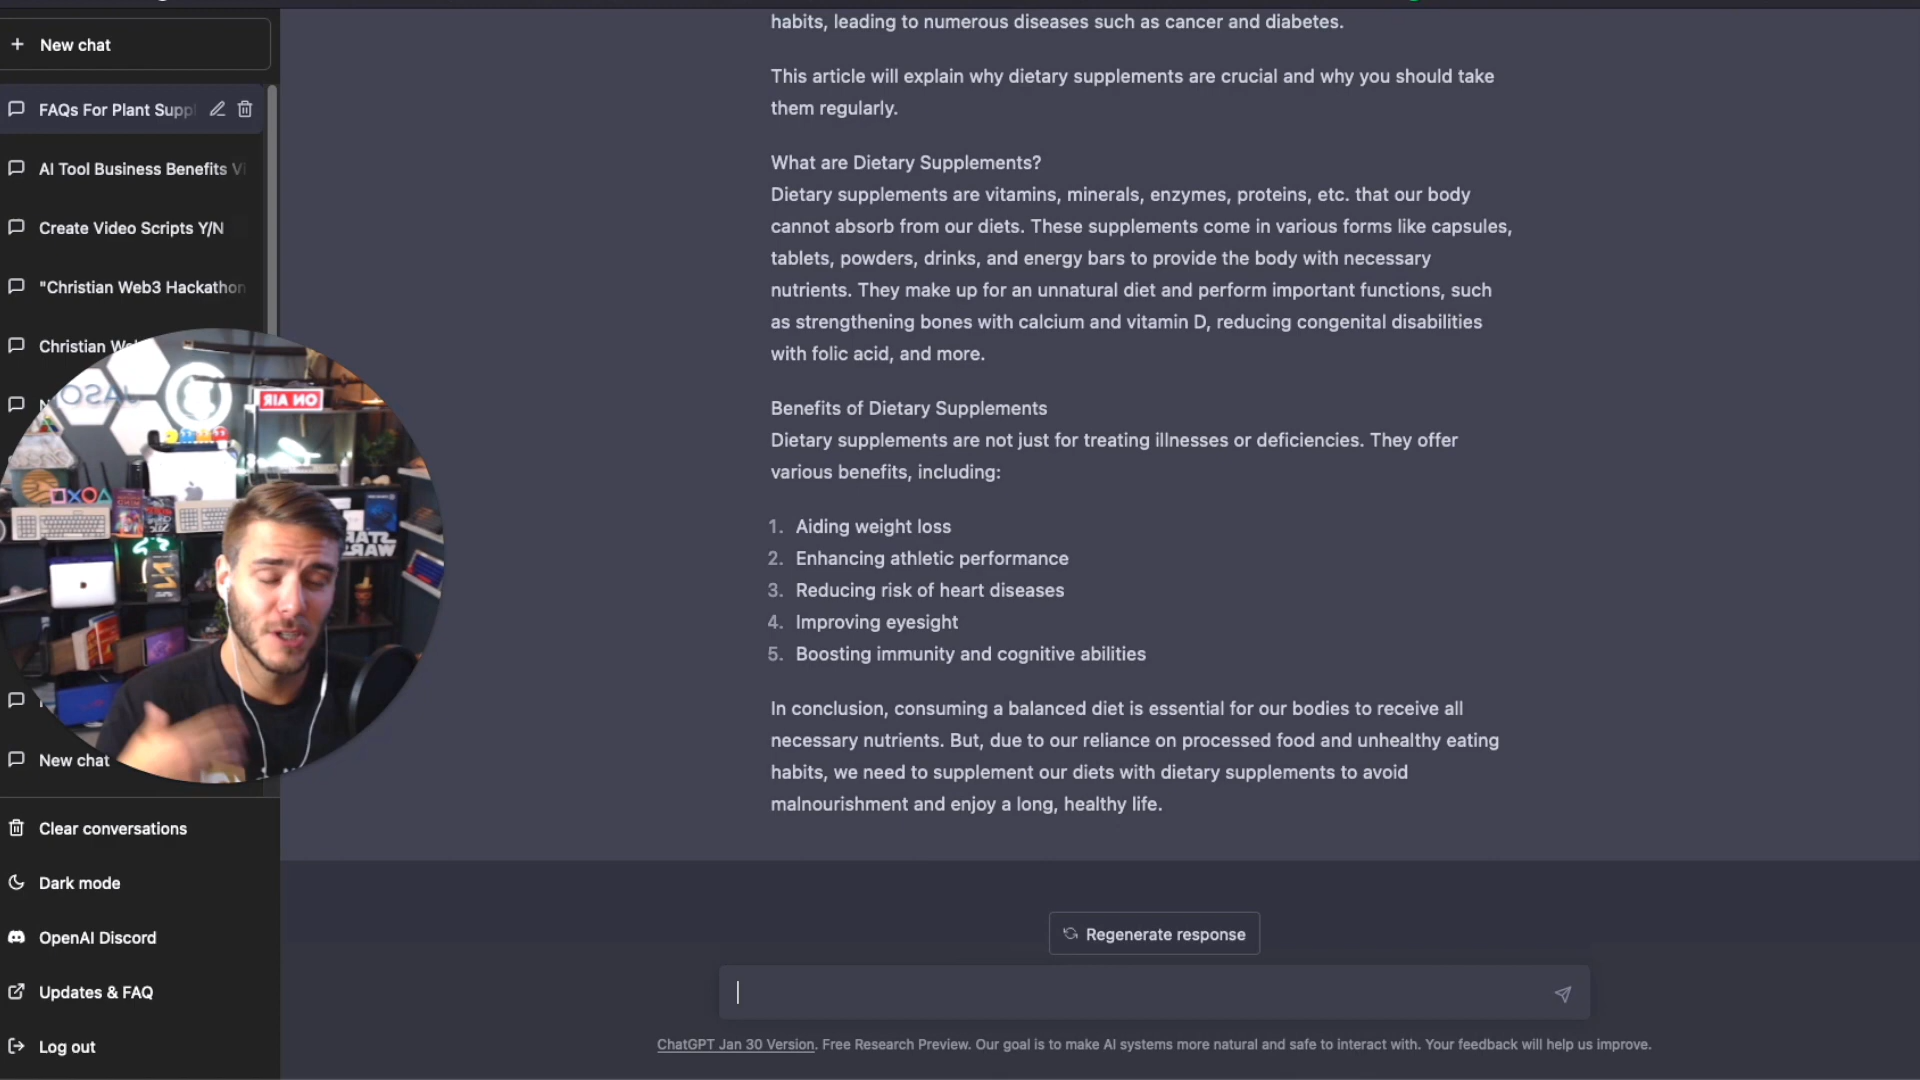 New chat
FAQs For Plant Supp
AI Tool Business Benefits Vi
Create Video Scripts Y/N
"Christian Web3 Hackathon
Christian
New chat
Clear conversations
Dark mode
OpenAI Discord
Updates & FAQ
Log out
ON AIR
STAR
WARS
habits, leading to numerous diseases such as cancer and diabetes.
This article will explain why dietary supplements are crucial and why you should take
them regularly.
What are Dietary Supplements?
Dietary supplements are vitamins, minerals, enzymes, proteins, etc. that our body
cannot absorb from our diets. These supplements come in various forms like capsules,
tablets, powders, drinks, and energy bars to provide the body with necessary
nutrients. They make up for an unnatural diet and perform important functions, such
as strengthening bones with calcium and vitamin D, reducing congenital disabilities
with folic acid, and more.
Benefits of Dietary Supplements
Dietary supplements are not just for treating illnesses or deficiencies. They offer
various benefits, including:
1. Aiding weight loss
2. Enhancing athletic performance
3. Reducing risk of heart diseases
4. Improving eyesight
5. Boosting immunity and cognitive abilities
In conclusion, consuming a balanced diet is essential for our bodies to receive all
necessary nutrients. But, due to our reliance on processed food and unhealthy eating
habits, we need to supplement our diets with dietary supplements to avoid
malnourishment and enjoy a long, healthy life.
Regenerate response
ChatGPT Jan 30 Version. Free Research Preview. Our goal is to make AI systems more natural and safe to interact with. Your feedback will help us improve.